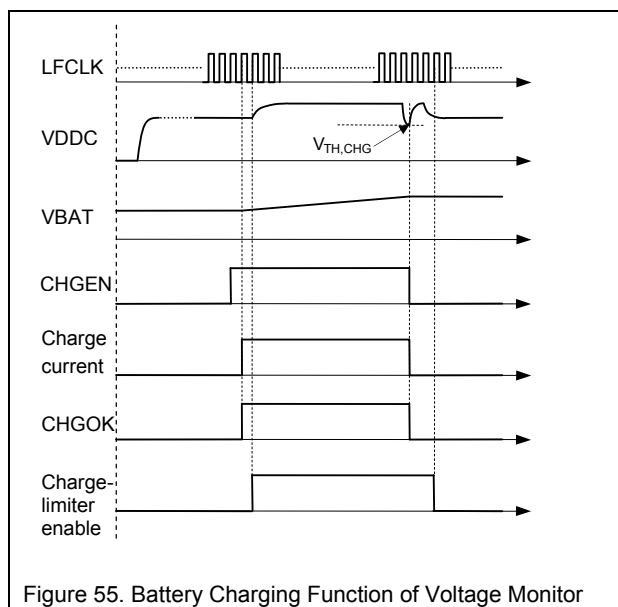 LFCLK
VDDC
V_TH,CHG
VBAT
CHGEN
Charge
current
CHGOK
Charge-
limiter
enable
Figure 55. Battery Charging Function of Voltage Monitor